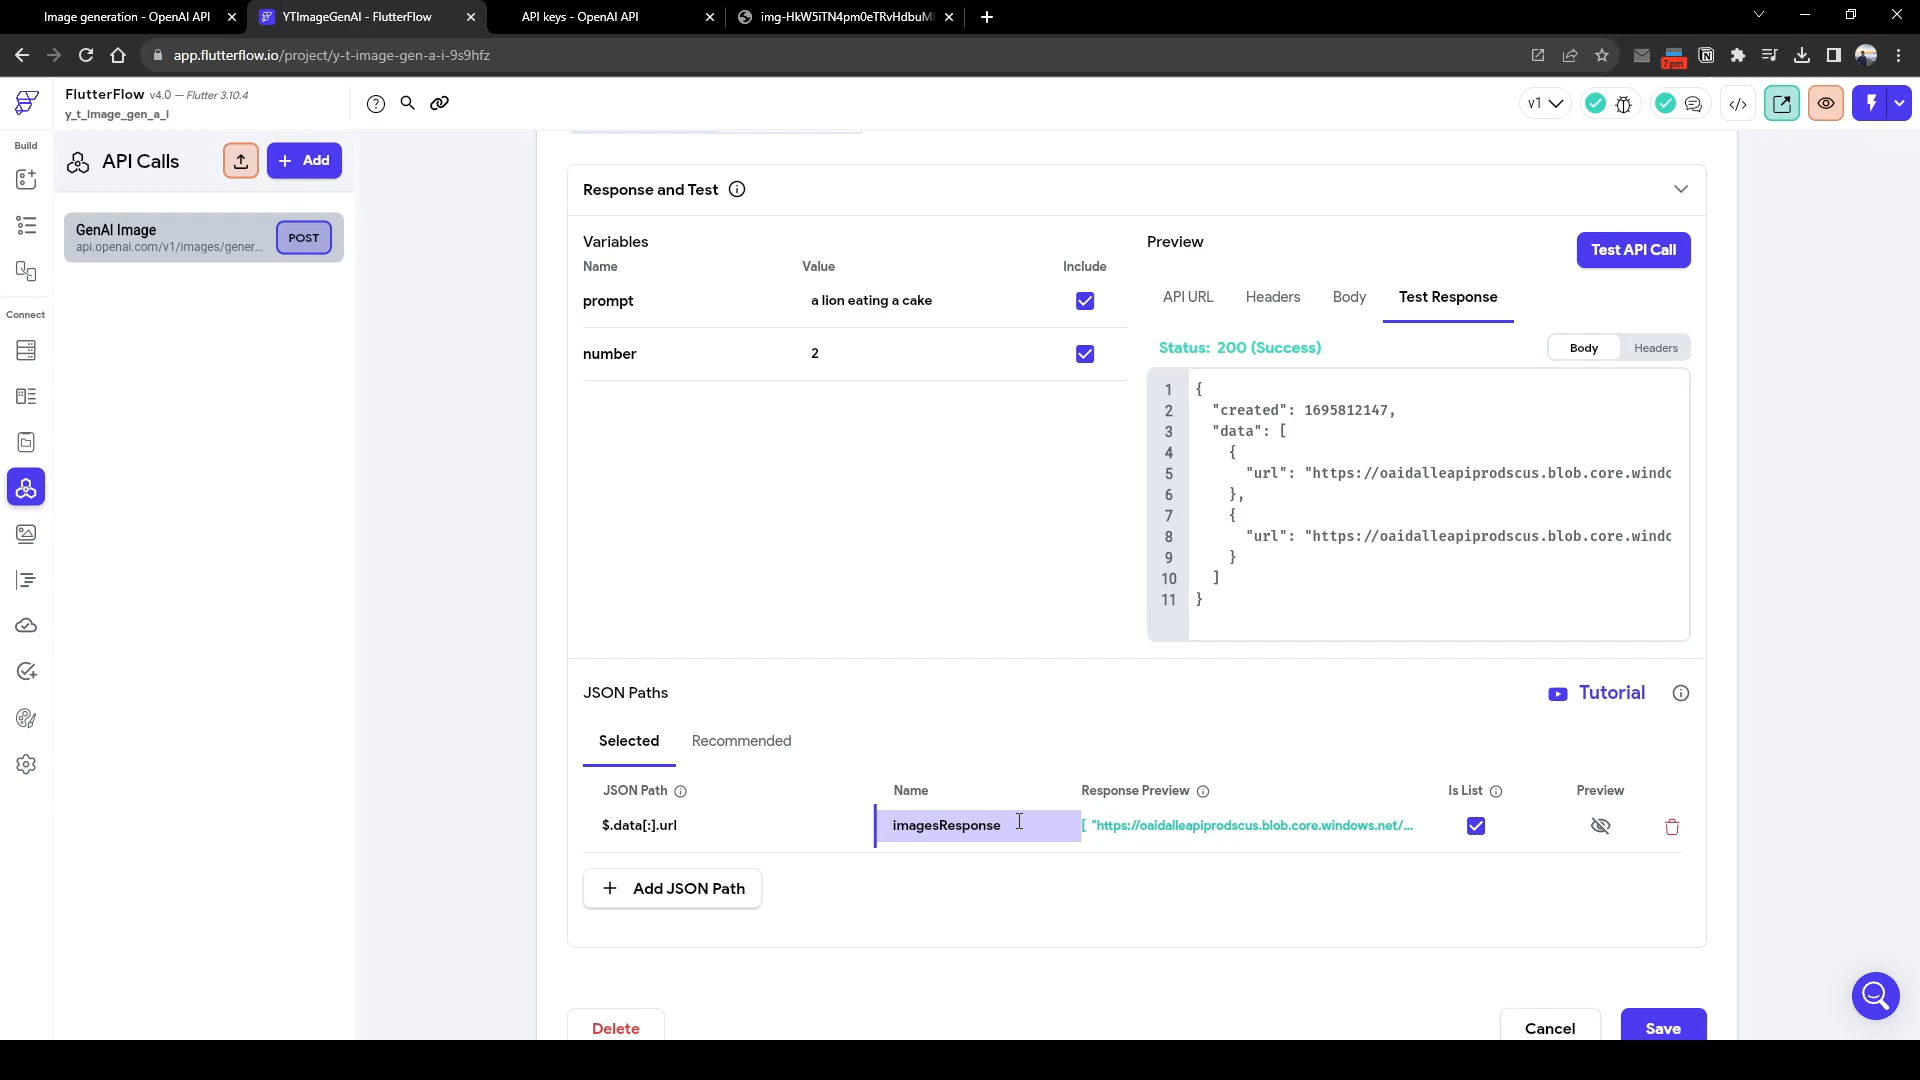 Image generation - OpenAI API
YTImageGenAI - FlutterFlow
API keys - OpenAI API
img-HkW5iTN4pm0eTRvHdbuM
app.flutterflow.io/project/y-t-image-gen-a-i-9s9hfz
7pm
FlutterFlow v4.0 — Flutter 3.10.4
y_t_Image_gen_a_I
v1
Build
API Calls
Add
Response and Test
GenAI Image
api.openai.com/v1/images/gener...
POST
Variables
Preview
Test API Call
Name Value Include
prompt a lion eating a cake
API URL Headers Body Test Response
Connect
number 2
Status: 200 (Success)
Body Headers
1 {
2 "created": 1695812147,
3 "data": [
4 {
5 "url": "https://oaidalleapiprodscus.blob.core.windo
6 },
7 {
8 "url": "https://oaidalleapiprodscus.blob.core.windo
9 }
10 ]
11 }
JSON Paths
Tutorial
Selected Recommended
JSON Path Name Response Preview Is List Preview
$.data[:].url imagesResponse [ "https://oaidalleapiprodscus.blob.core.windows.net/...
Add JSON Path
Delete
Cancel
Save